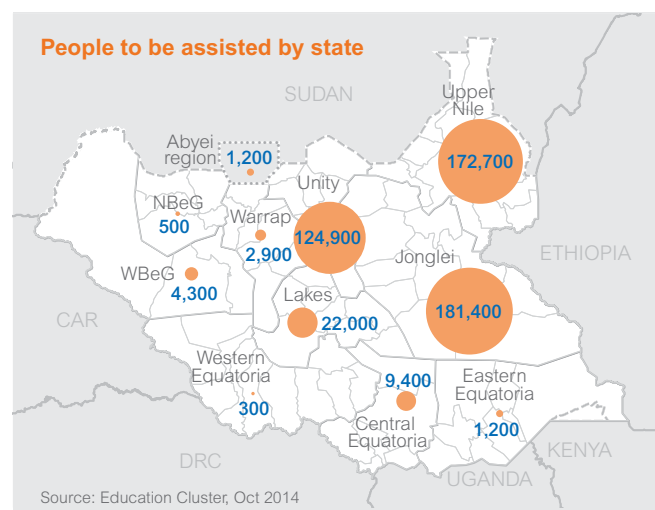 People to be assisted by state
SUDAN
Upper
Nile
172,700
Abyei
region
1,200
Unity
124,900
NBeG
500
Warrap
2,900
ETHIOPIA
Jonglei
181,400
WBeG
4,300
Lakes
22,000
CAR
Western
Equatoria
300
9,400
Central
Equatoria
Eastern
Equatoria
1,200
KENYA
DRC
UGANDA
Source: Education Cluster, Oct 2014